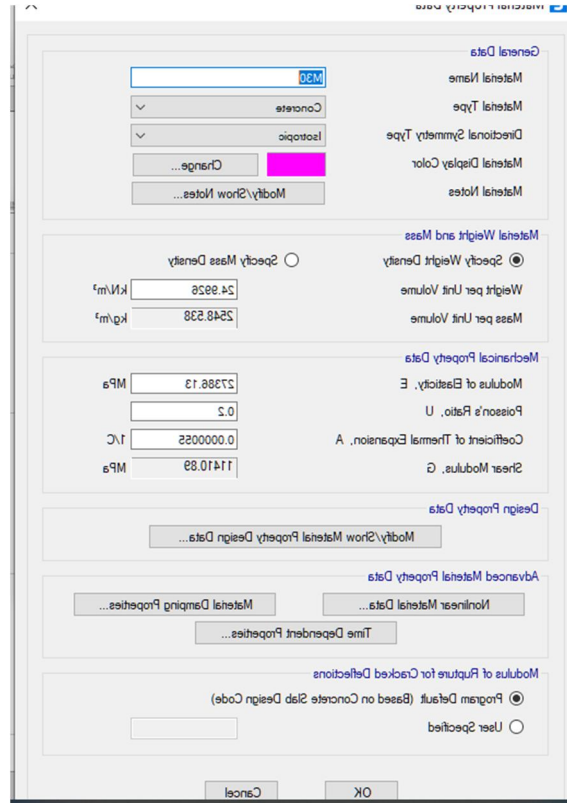 Material Property Data
General Data
Material Name M30
Material Type Concrete
Directional Symmetry Type Isotropic
Material Display Color Change...
Material Notes Modify/Show Notes...
Material Weight and Mass
Specify Weight Density Specify Mass Density
Weight per Unit Volume 24.9926 kN/m³
Mass per Unit Volume 2548.538 kg/m³
Mechanical Property Data
Modulus of Elasticity, E 27386.13 MPa
Poisson's Ratio, U 0.2
Coefficient of Thermal Expansion, A 0.0000055 1/C
Shear Modulus, G 11410.89 MPa
Design Property Data
Modify/Show Material Property Design Data...
Advanced Material Property Data
Nonlinear Material Data... Material Damping Properties...
Time Dependent Properties...
Modulus of Rupture for Cracked Deflections
Program Default (Based on Concrete Slab Design Code)
User Specified
OK Cancel